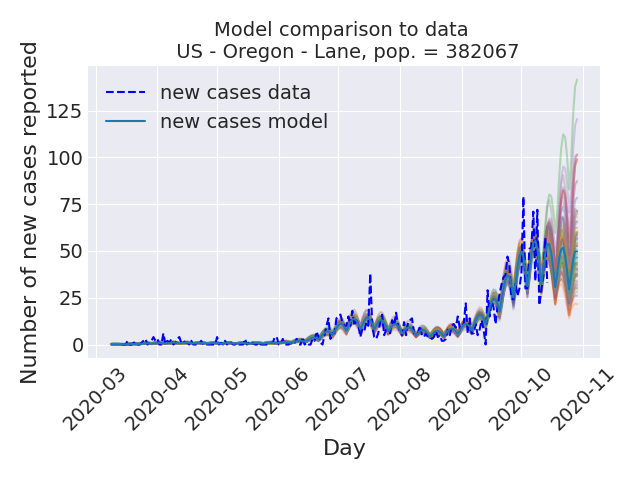 Model comparison to data
US - Oregon - Lane, pop. = 382067
Number of new cases reported
new cases data
new cases model
125
100
75
50
25
0
2020-03
2020-04
2020-05
2020-06
2020-07
2020-08
2020-09
2020-10
2020-11
Day